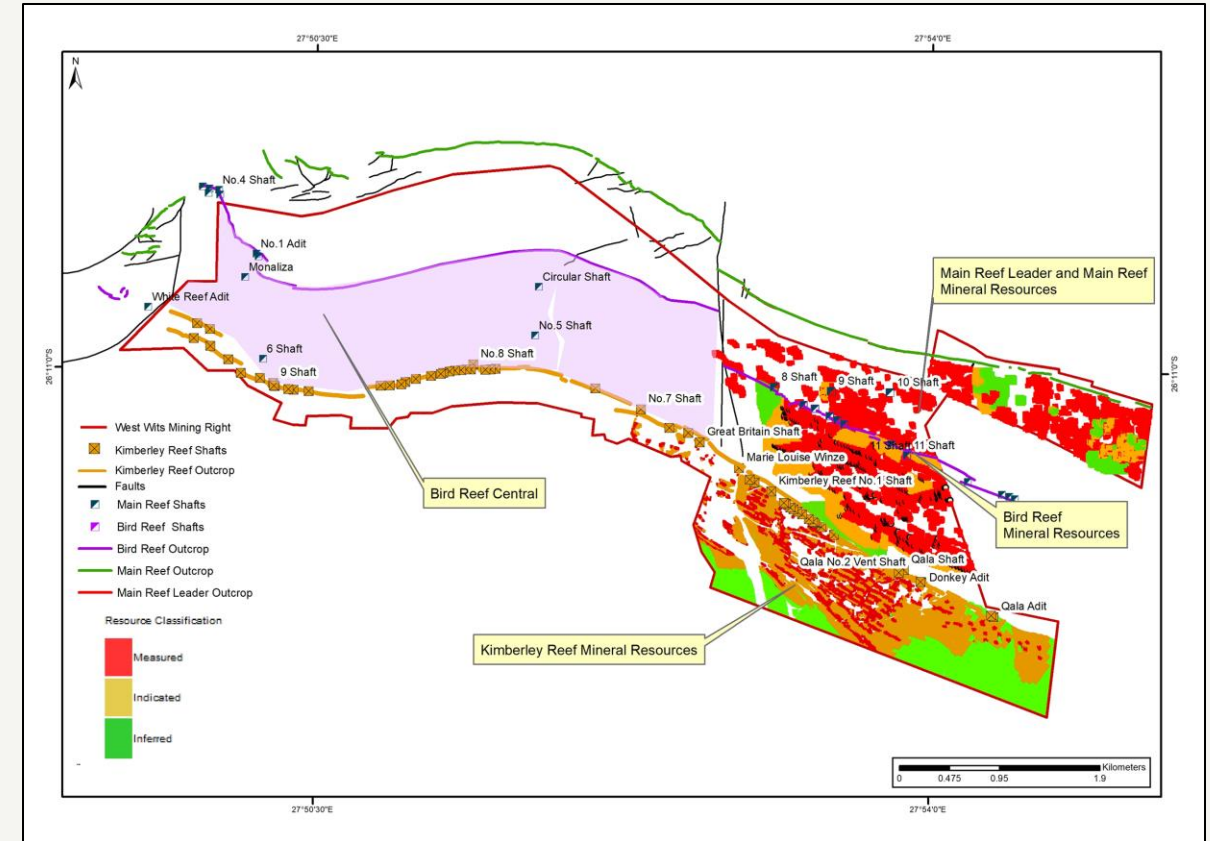 27°50'30"E
27°54'0"E
N
No.4 Shaft
No.1 Adit
Monaliza
Circular Shaft
White Reef Adit
Main Reef Leader and Main Reef
Mineral Resources
26°11'0"S
26°11'0"S
No.5 Shaft
6 Shaft
No.8 Shaft
9 Shaft
8 Shaft
9 Shaft
10 Shaft
No.7 Shaft
Great Britain Shaft
11 Shaft
11 Shaft
Marie Louise Winze
Kimberley Reef No.1 Shaft
Bird Reef Central
Bird Reef
Mineral Resources
Qala No.2 Vent Shaft
Qala Shaft
Donkey Adit
Qala Adit
Kimberley Reef Mineral Resources
West Wits Mining Right
Kimberley Reef Shafts
Kimberley Reef Outcrop
Faults
Main Reef Shafts
Bird Reef Shafts
Bird Reef Outcrop
Main Reef Outcrop
Main Reef Leader Outcrop
Resource Classification
Measured
Indicated
Inferred
Kilometers
0 0.475 0.95 1.9
27°50'30"E
27°54'0"E